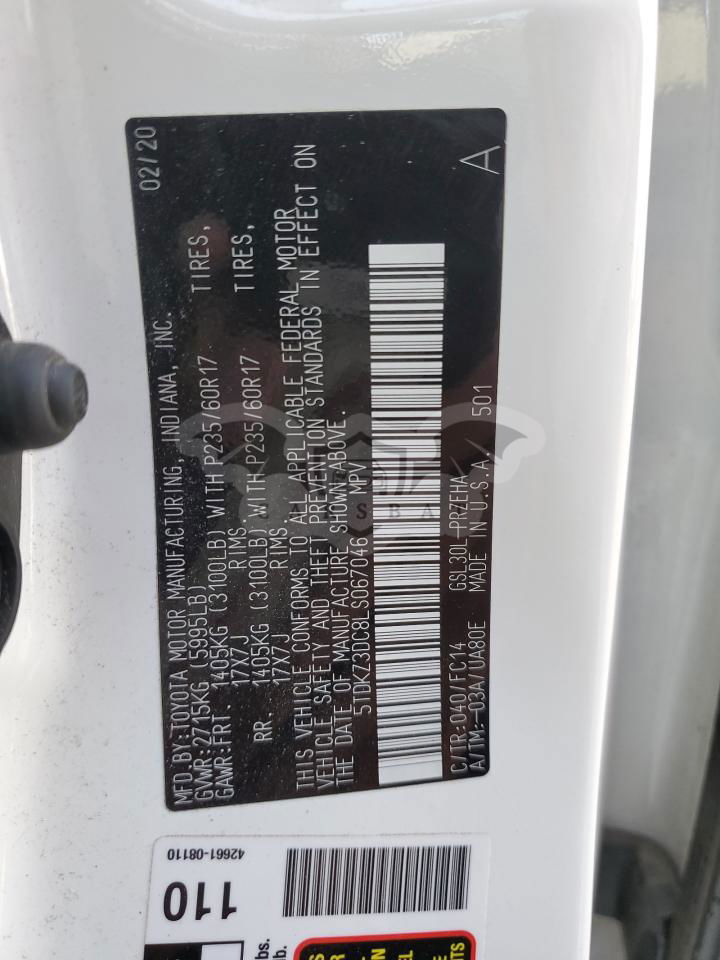 MFD.BY:TOYOTA MOTOR MANUFACTURING, INDIANA, INC. 02/20
GVWR:2715KG (5995LB)
GAWR:FRT. 1405KG (3100LB) WITH P235/60R17 TIRES,
17X7J RIMS.
RR. 1405KG (3100LB) WITH P235/60R17 TIRES,
17X7J RIMS.
THIS VEHICLE CONFORMS TO ALL APPLICABLE FEDERAL MOTOR
VEHICLE SAFETY AND THEFT PREVENTION STANDARDS IN EFFECT ON
THE DATE OF MANUFACTURE SHOWN ABOVE.
5TDKZ3DC8LS067046 MPV
A
C/TR:040/FC14 GSL30L-PRZEHA 501
A/TM:-03A/UA80E MADE IN U.S.A.
110
42661-08110
bs.
b.